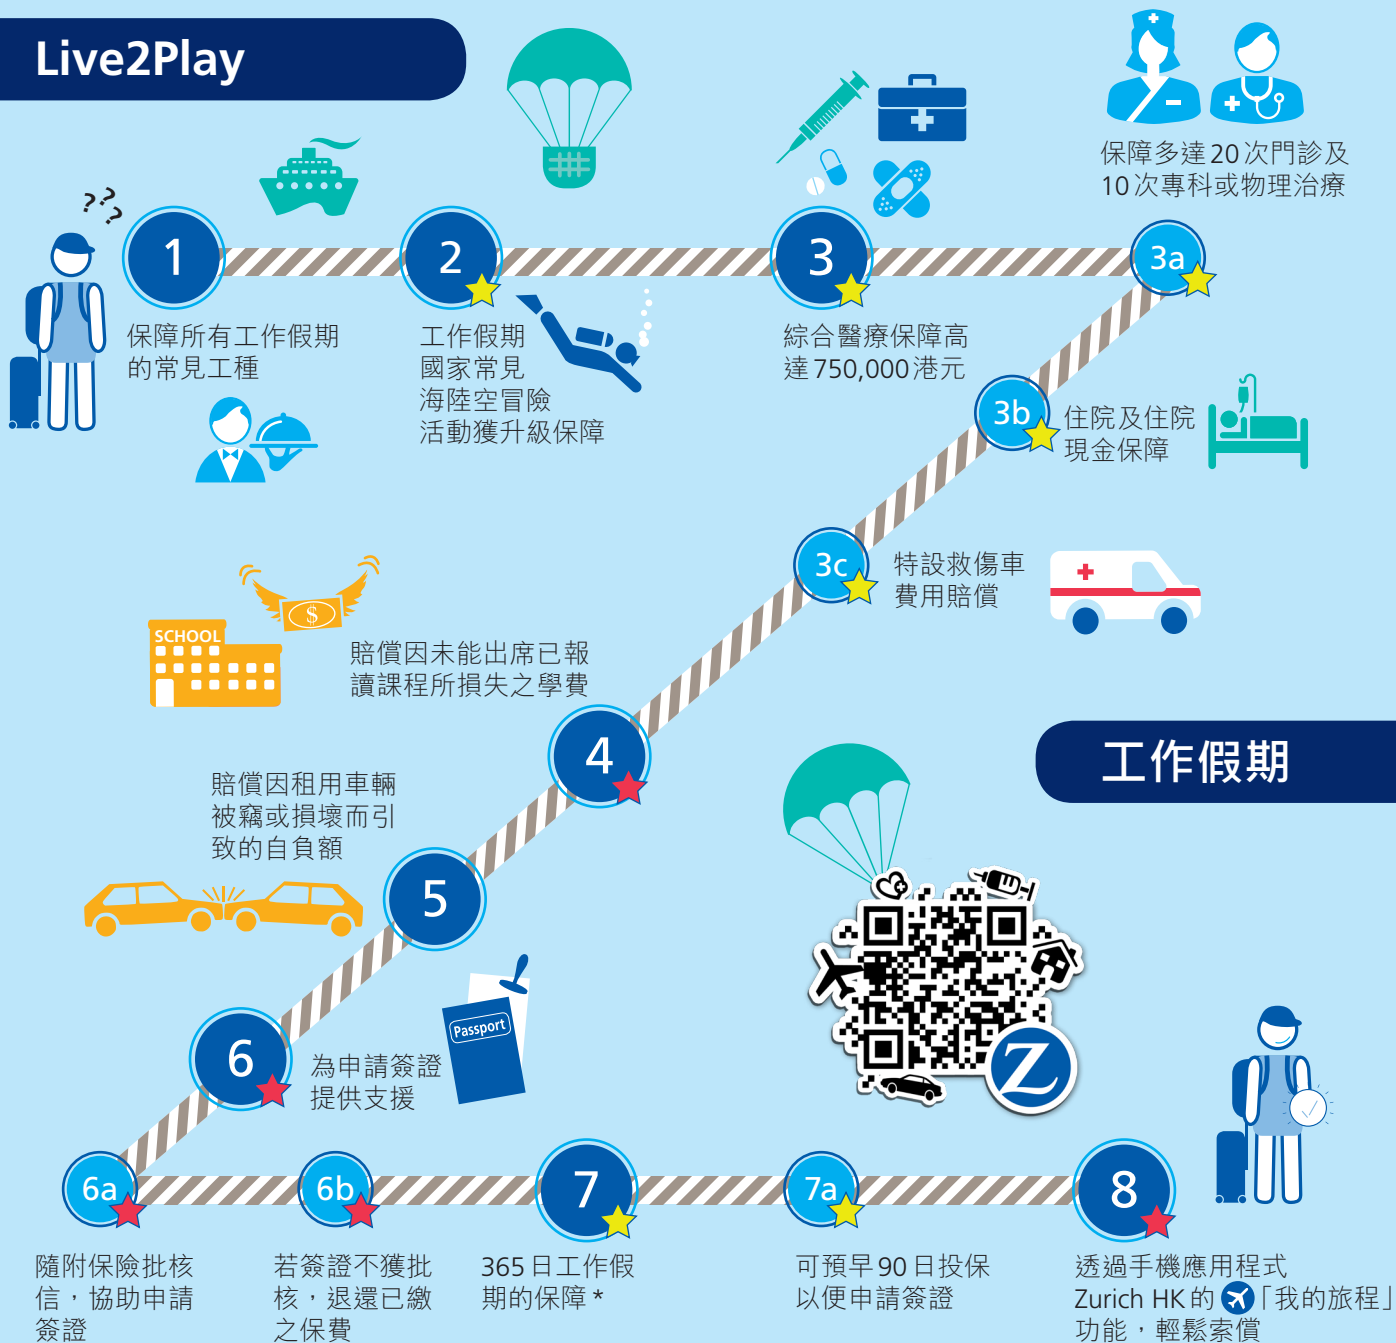 Live2Play
保障多達20次門診及
10次專科或物理治療
???
1
2
3
3a
保障所有工作假期
的常見工種
工作假期
國家常見
海陸空冒險
活動獲升級保障
綜合醫療保障高
達750,000港元
3b
住院及住院
現金保障
3c
特設救傷車
費用賠償
$
SCHOOL
賠償因未能出席已報
讀課程所損失之學費
4
工作假期
賠償因租用車輛
被竊或損壞而引
致的自負額
5
Passport
6
為申請簽證
提供支援
Z
6a
6b
7
7a
8
隨附保險批核
信，協助申請
簽證
若簽證不獲批
核，退還已繳
之保費
365日工作假
期的保障*
可預早90日投保
以便申請簽證
透過手機應用程式
Zurich HK的「我的旅程」
功能，輕鬆索償